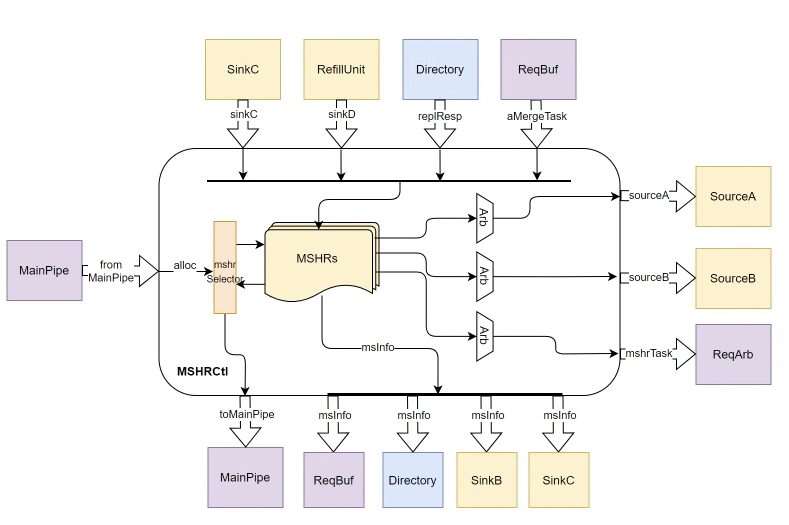 SinkC
RefillUnit
Directory
ReqBuf
sinkC
sinkD
replResp
aMergeTask
sourceA
SourceA
Arb
MainPipe
from
MainPipe
alloc
mshr
Selector
MSHRs
Arb
sourceB
SourceB
Arb
msInfo
mshrTask
ReqArb
MSHRCtl
toMainPipe
msInfo
msInfo
msInfo
msInfo
MainPipe
ReqBuf
Directory
SinkB
SinkC